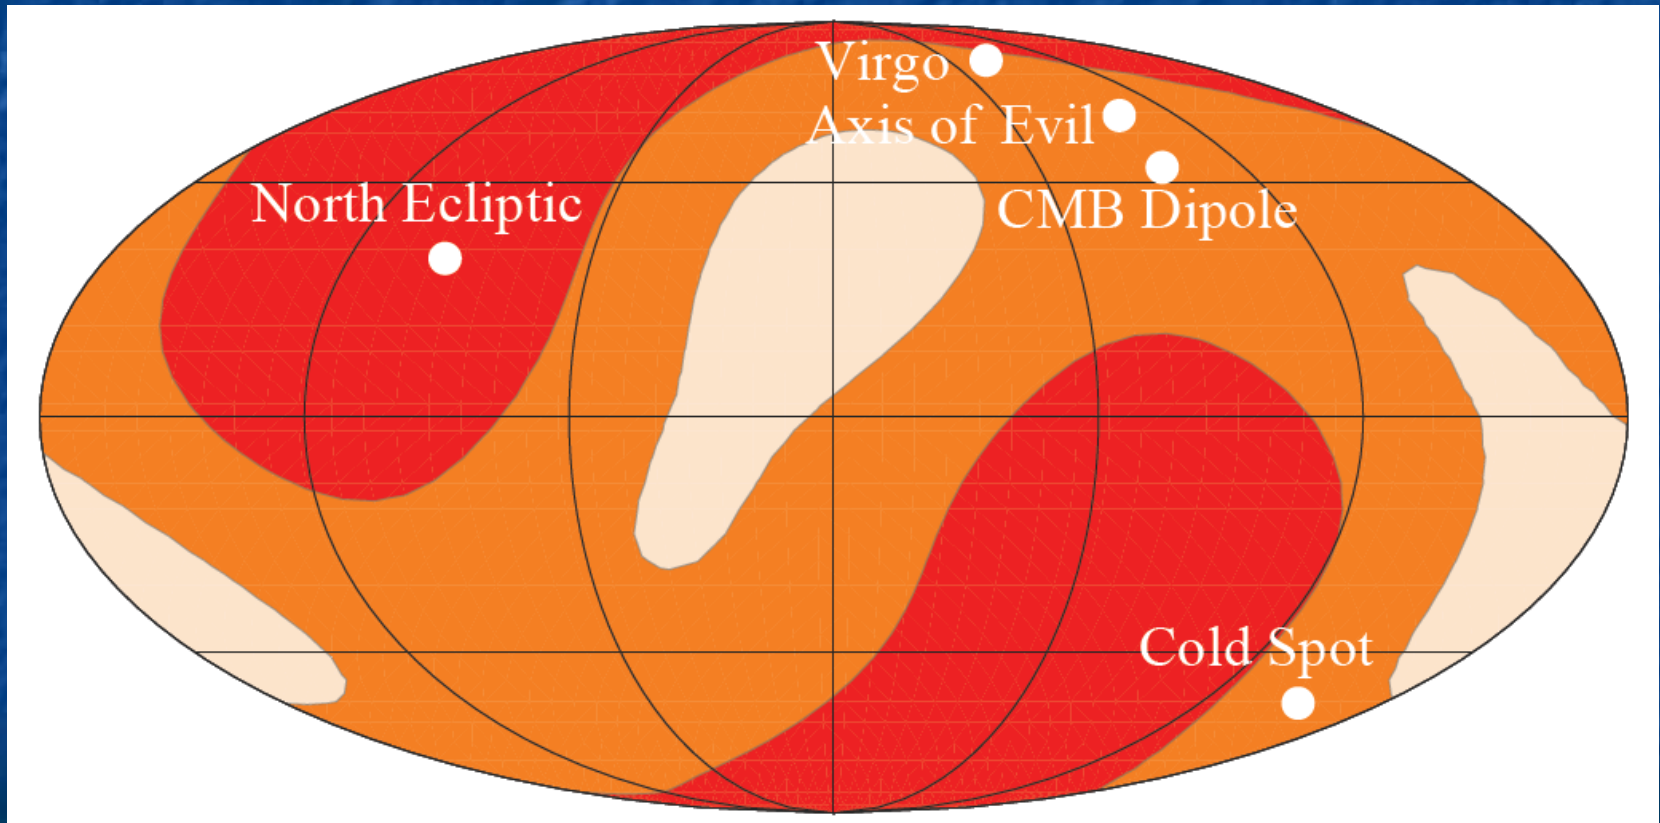 Virgo
Axis of Evil
North Ecliptic
CMB Dipole
Cold Spot